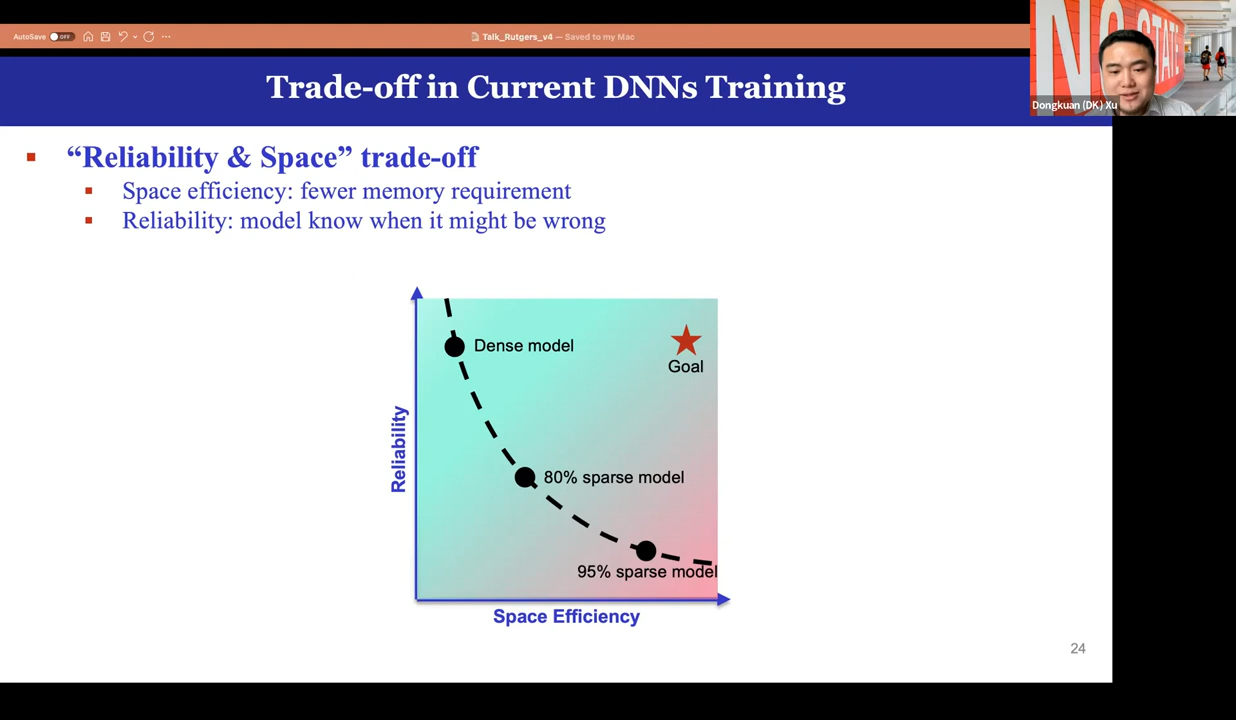 AutoSave OFF
Talk_Rutgers_v4 — Saved to my Mac
NC STATE
Dongkuan (DK) Xu
Trade-off in Current DNNs Training
“Reliability & Space” trade-off
Space efficiency: fewer memory requirement
Reliability: model know when it might be wrong
Dense model
Goal
Reliability
80% sparse model
95% sparse model
Space Efficiency
24